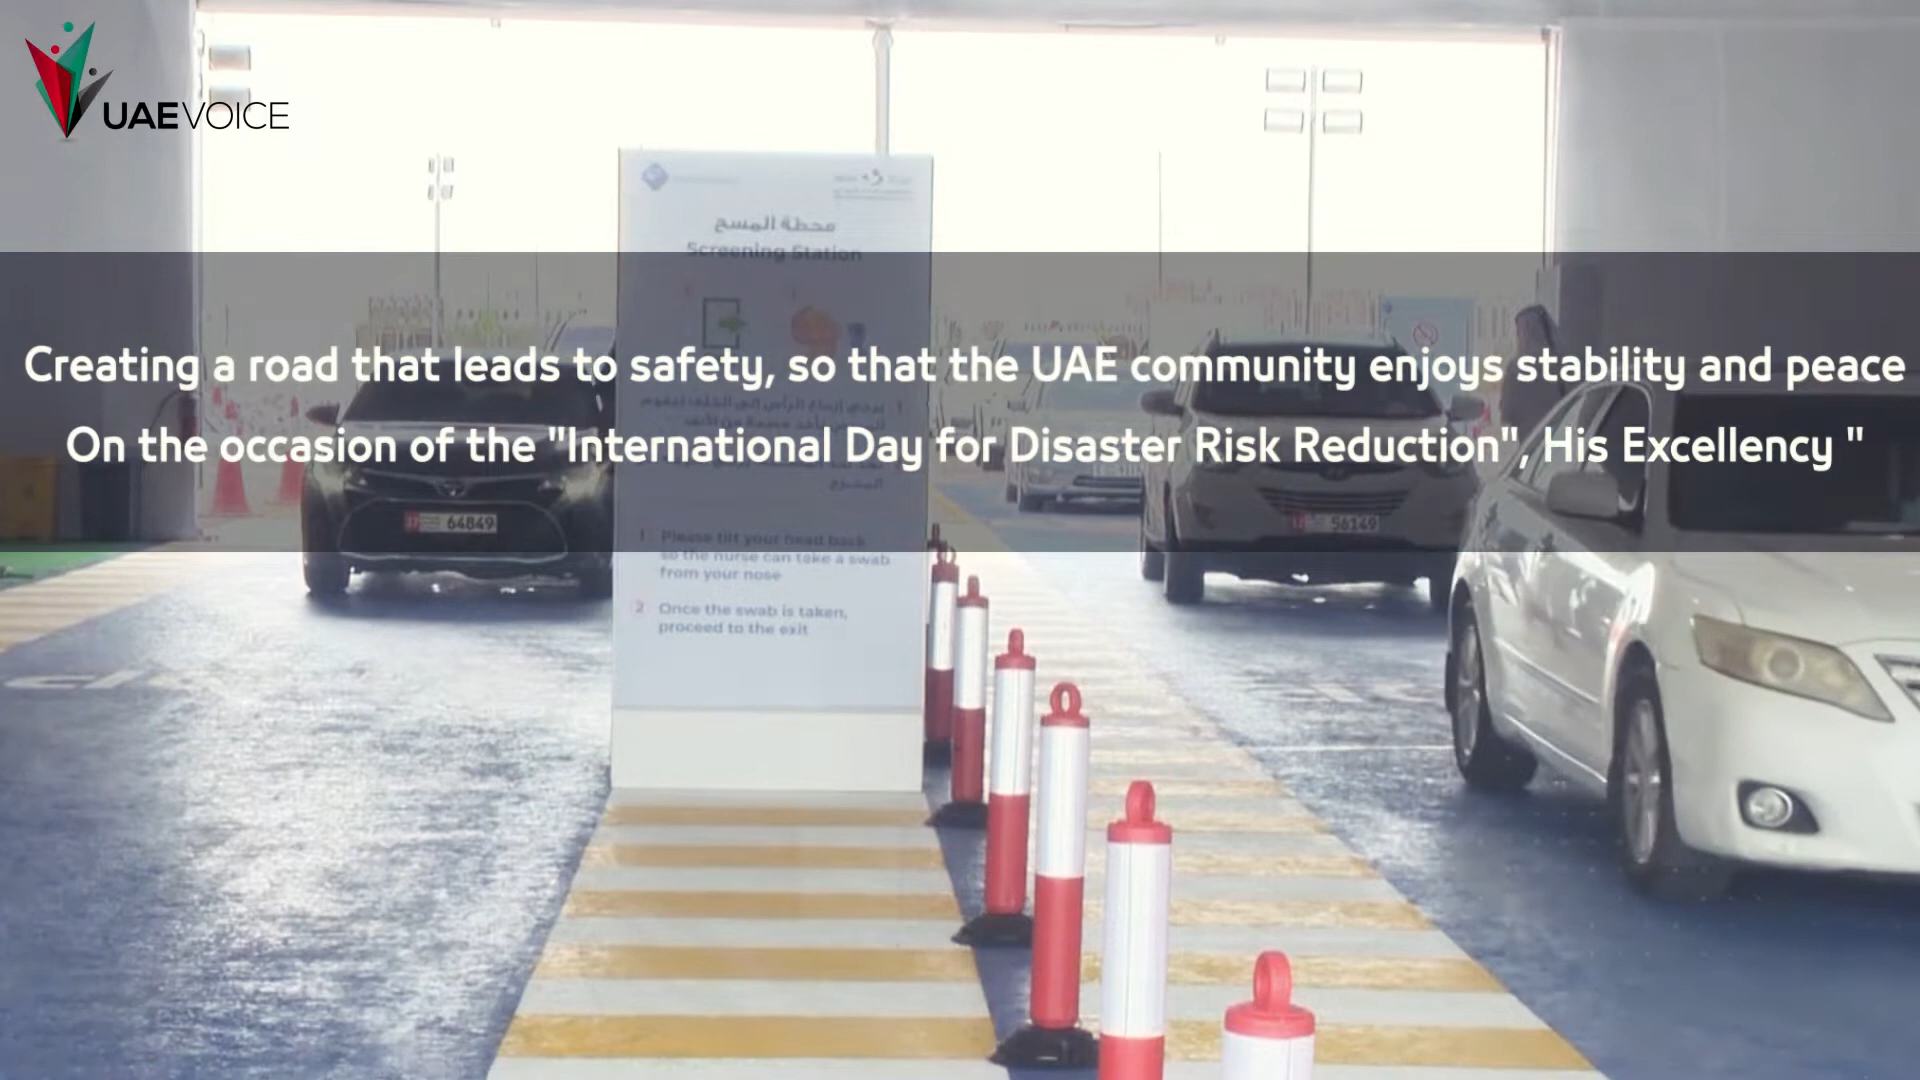 UAEVOICE
محطة المسح
Screening Station
Creating a road that leads to safety, so that the UAE community enjoys stability and peace
On the occasion of the "International Day for Disaster Risk Reduction", His Excellency "
64849
56149
1 Please tilt your head back
so the nurse can take a swab
from your nose
2 Once the swab is taken,
proceed to the exit